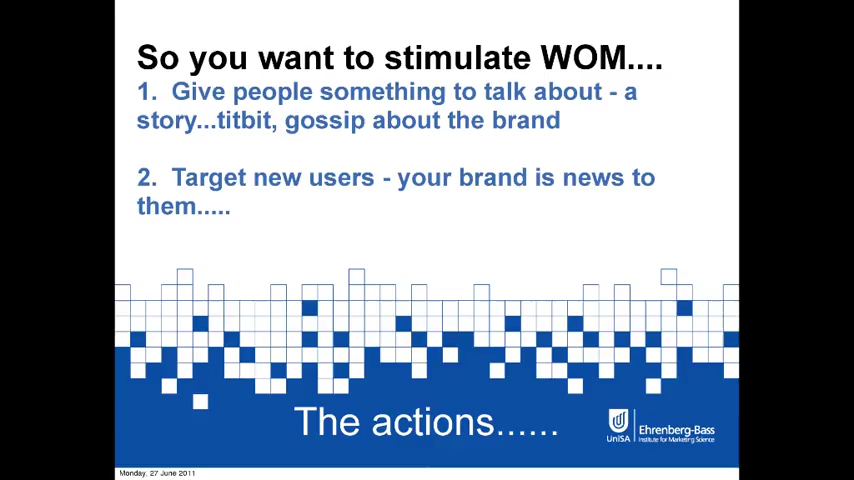 So you want to stimulate WOM....
1. Give people something to talk about - a
story...titbit, gossip about the brand
2. Target new users - your brand is news to
them.....
The actions......
UniSA
Ehrenberg-Bass
Institute for Marketing Science
Monday, 27 June 2011